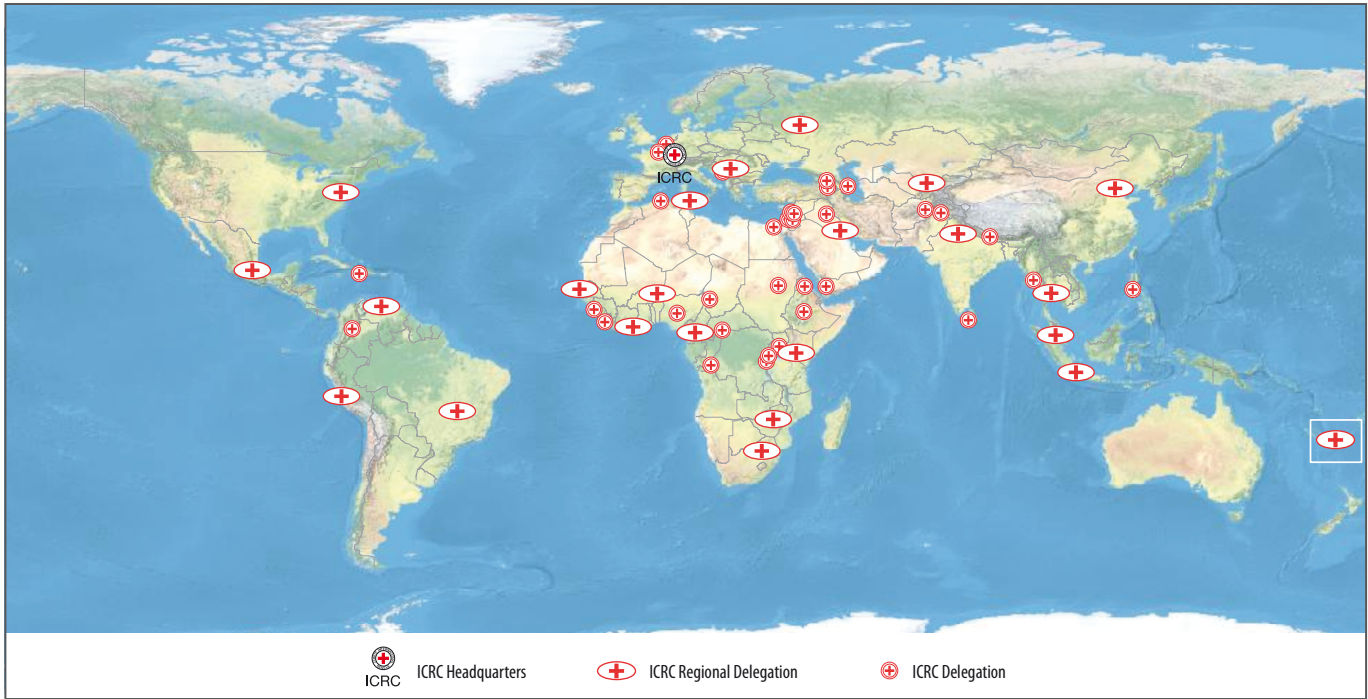 ICRC
ICRC
ICRC Headquarters
ICRC Regional Delegation
ICRC Delegation